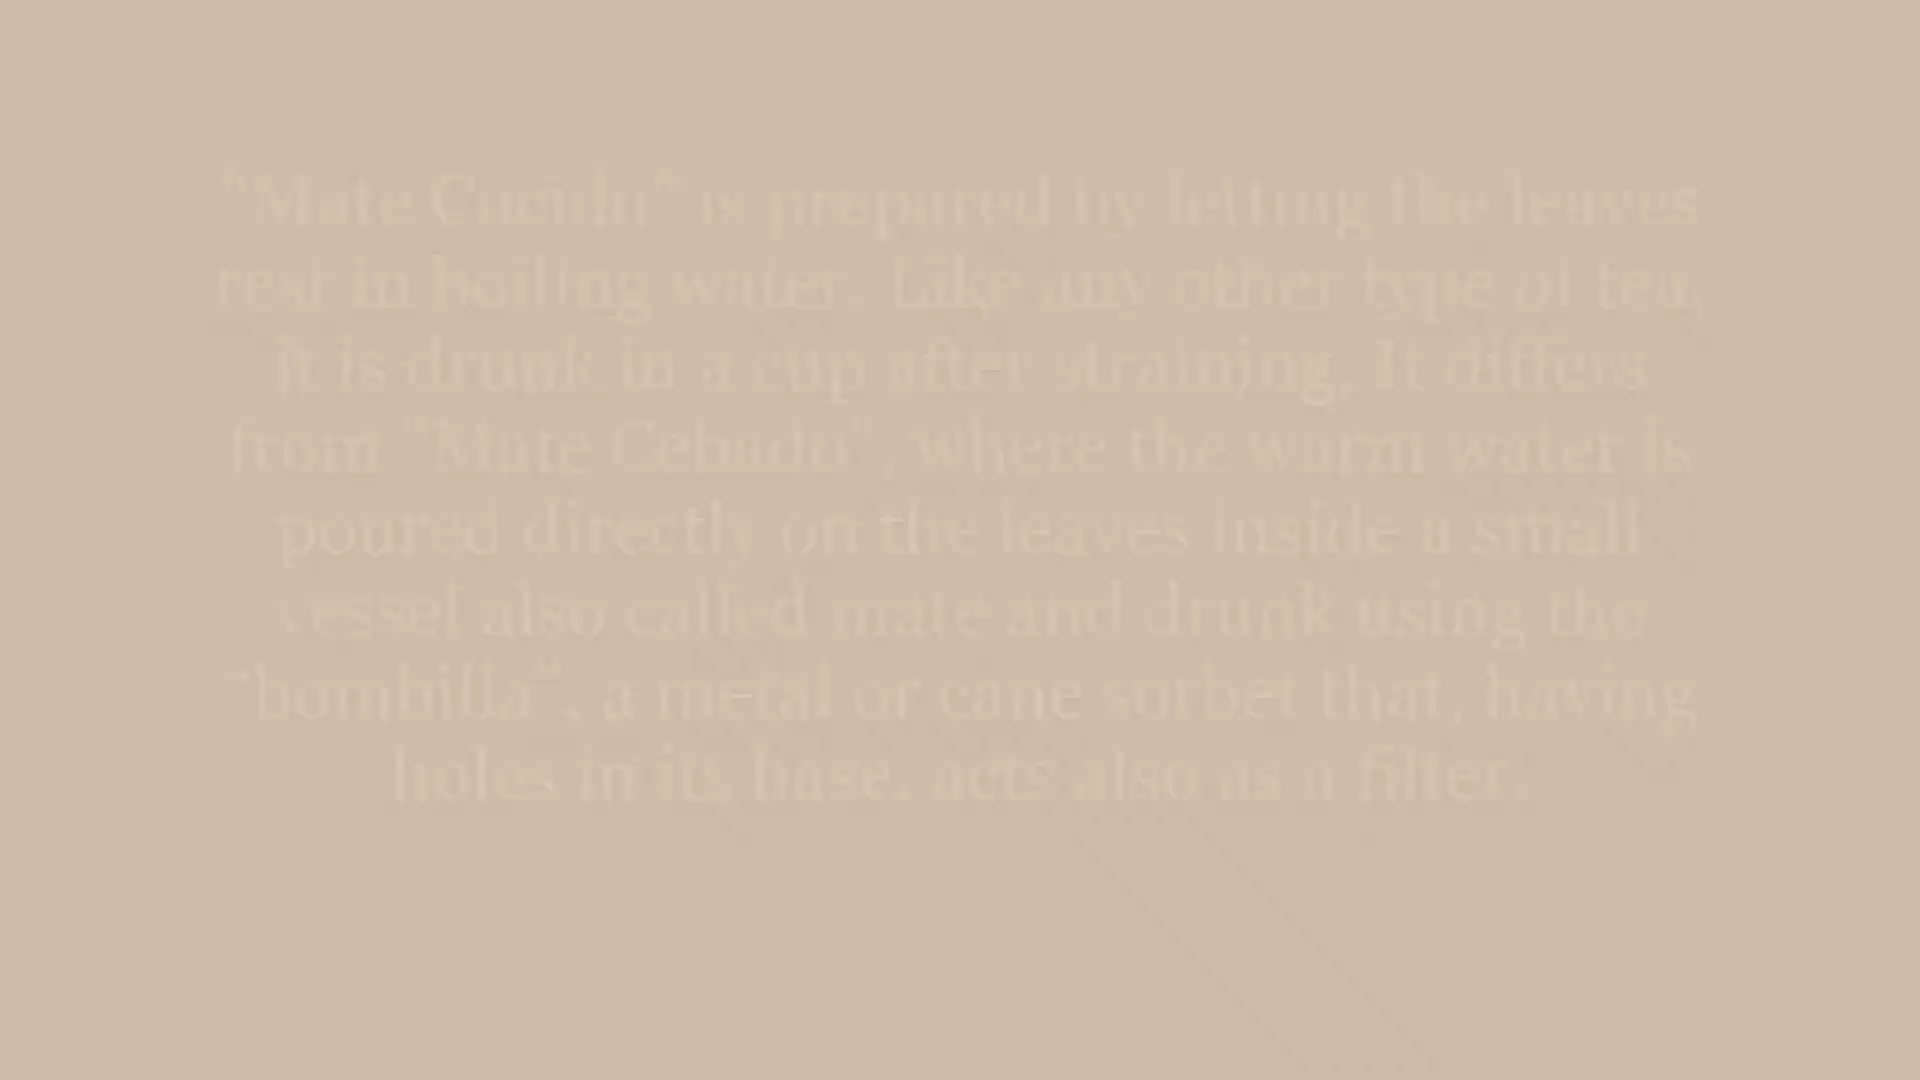 "Mate Cocido" is prepared by letting the leaves
rest in boiling water. Like any other type of tea,
it is drunk in a cup after straining. It differs
from "Mate Cebado", where the warm water is
poured directly on the leaves inside a small
vessel also called mate and drunk using the
"bombilla", a metal or cane sorbet that, having
holes in its base, acts also as a filter.